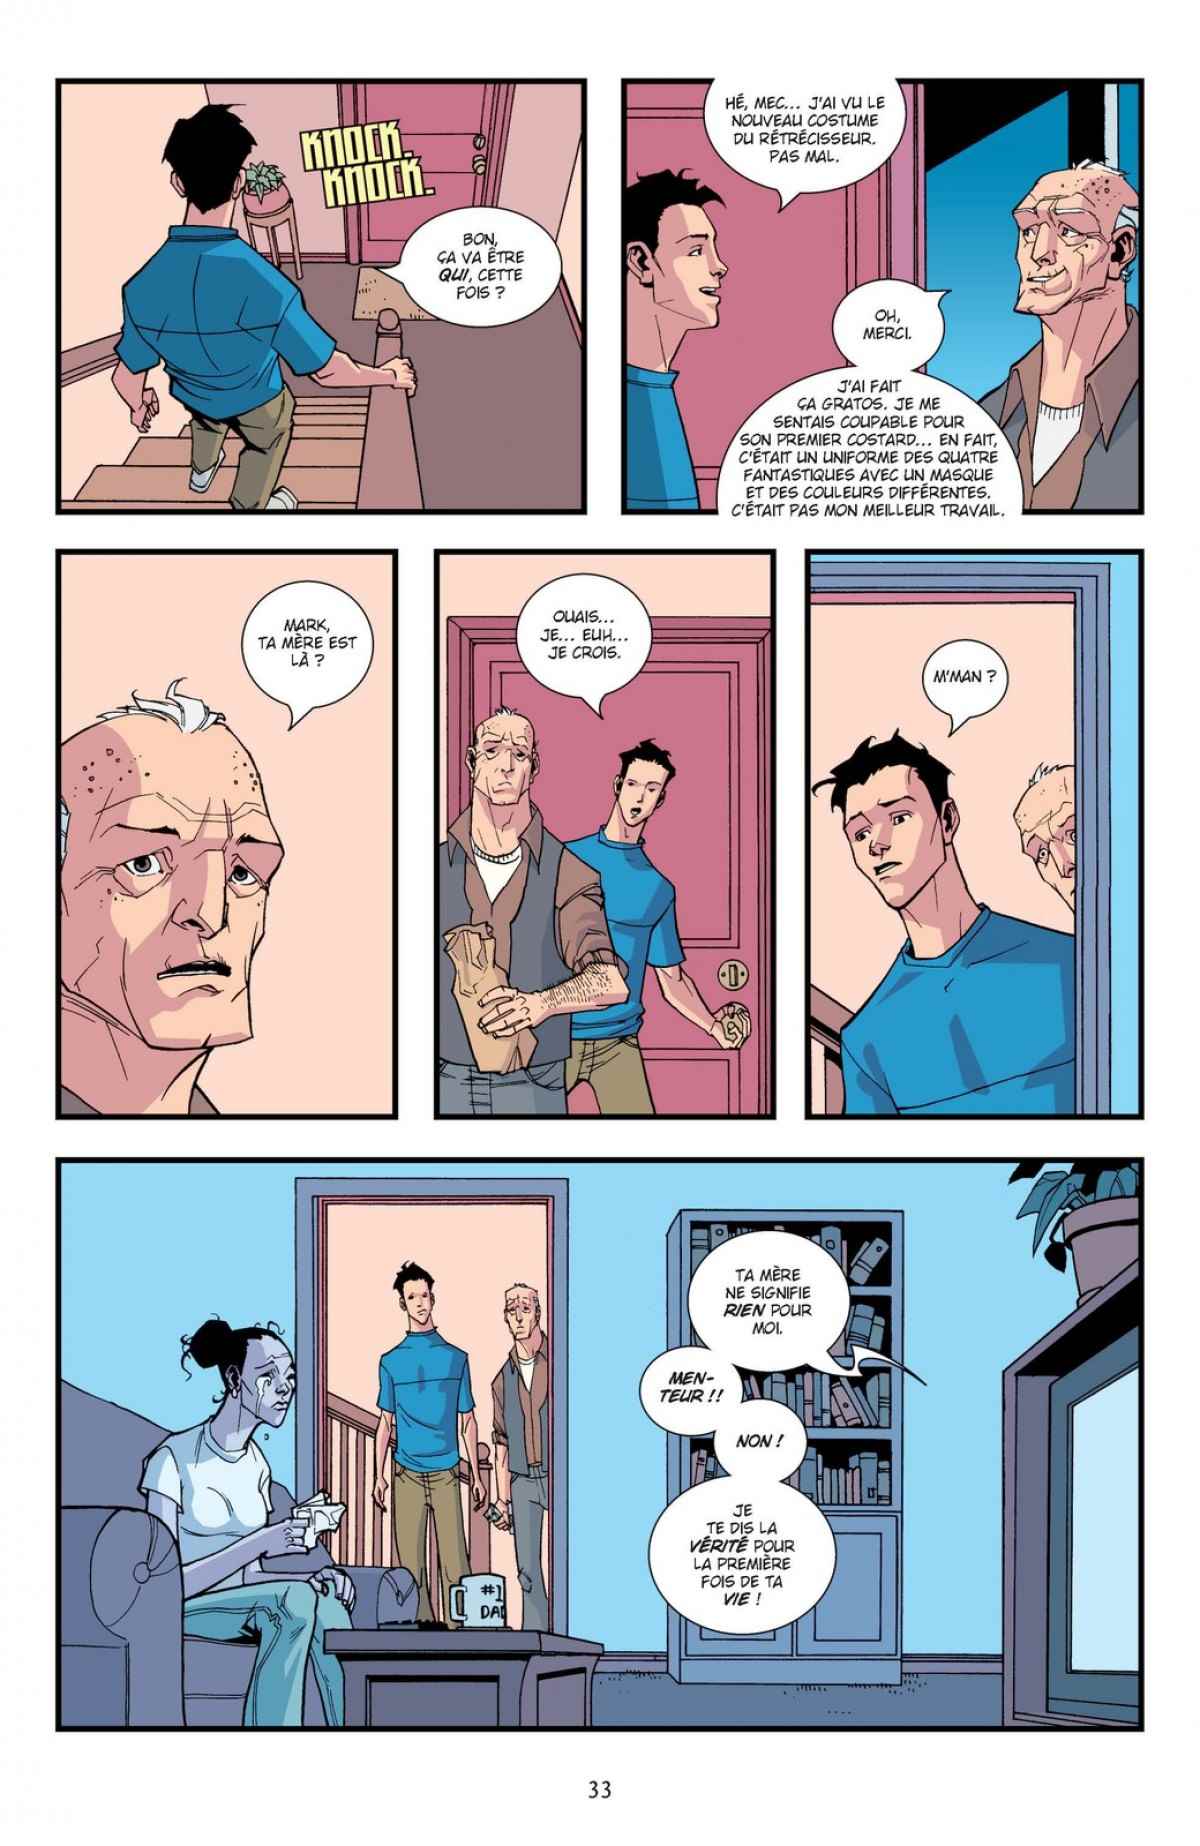 KNOCK.
KNOCK.
BON,
ÇA VA ÊTRE
QUI, CETTE
FOIS ?
HÉ, MEC... J'AI VU LE
NOUVEAU COSTUME
DU RÉTRÉCISSEUR.
PAS MAL.
OH,
MERCI.
J'AI FAIT
ÇA GRATOS. JE ME
SENTAIS COUPABLE POUR
SON PREMIER COSTARD... EN FAIT,
C'ÉTAIT UN UNIFORME DES QUATRE
FANTASTIQUES AVEC UN MASQUE
ET DES COULEURS DIFFÉRENTES.
C'ÉTAIT PAS MON MEILLEUR TRAVAIL.
MARK,
TA MÈRE EST
LÀ ?
OUAIS...
JE... EUH...
JE CROIS.
M'MAN ?
TA MÈRE
NE SIGNIFIE
RIEN POUR
MOI.
MEN-
TEUR !!
NON !
JE
TE DIS LA
VÉRITÉ POUR
LA PREMIÈRE
FOIS DE TA
VIE !
#1
DAD
33